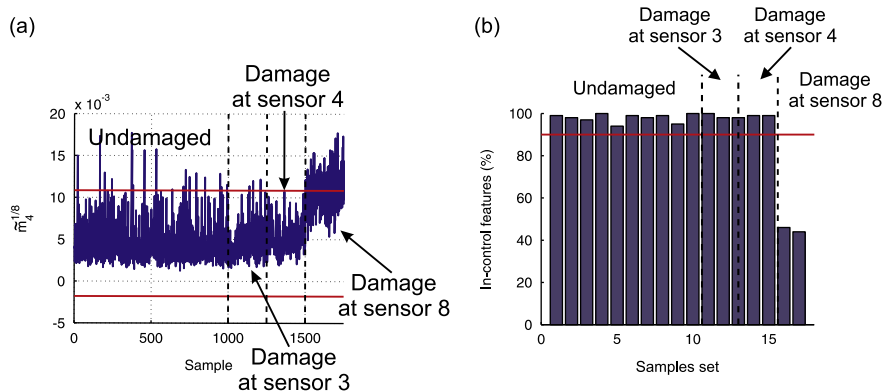 (a)
Damage
at sensor 4
× 10⁻³
Undamaged
20
15
10
5
0
-5
m̃₄^1/8
0
500
1000
1500
Sample
Damage
at sensor 3
Damage
at sensor 8
(b)
Damage
at sensor 3
Damage
at sensor 4
Undamaged
Damage
at sensor 8
100
80
60
40
20
0
In-control features (%)
0
5
10
15
Samples set